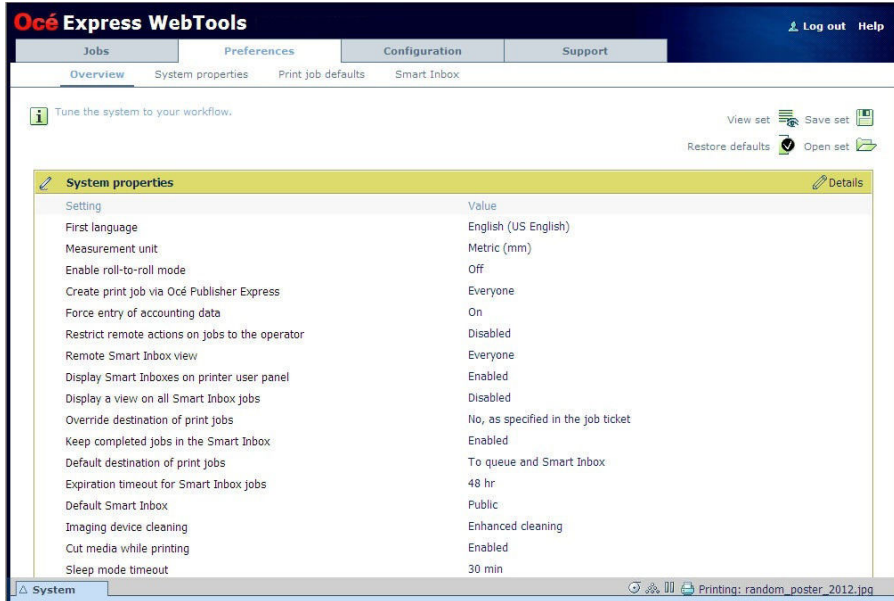 Océ Express WebTools
Log out Help
Jobs Preferences Configuration Support
Overview System properties Print job defaults Smart Inbox
Tune the system to your workflow.
View set Save set
Restore defaults Open set
System properties Details
Setting Value
First language English (US English)
Measurement unit Metric (mm)
Enable roll-to-roll mode Off
Create print job via Océ Publisher Express Everyone
Force entry of accounting data On
Restrict remote actions on jobs to the operator Disabled
Remote Smart Inbox view Everyone
Display Smart Inboxes on printer user panel Enabled
Display a view on all Smart Inbox jobs Disabled
Override destination of print jobs No, as specified in the job ticket
Keep completed jobs in the Smart Inbox Enabled
Default destination of print jobs To queue and Smart Inbox
Expiration timeout for Smart Inbox jobs 48 hr
Default Smart Inbox Public
Imaging device cleaning Enhanced cleaning
Cut media while printing Enabled
Sleep mode timeout 30 min
System Printing: random_poster_2012.jpg